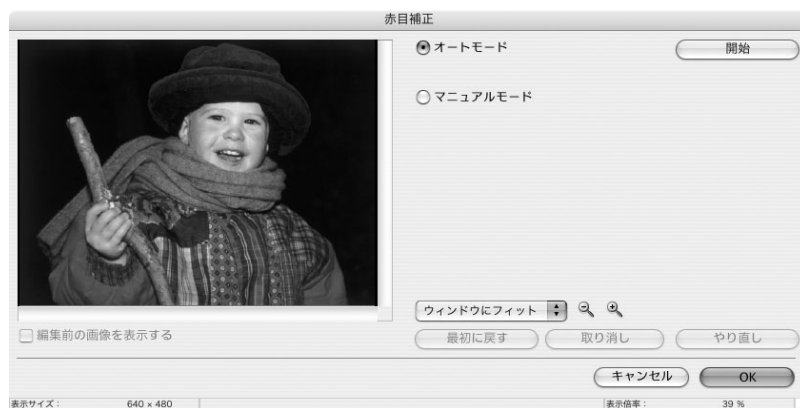 赤目補正
オートモード
開始
マニュアルモード
ウィンドウにフィット
編集前の画像を表示する
最初に戻す
取り消し
やり直し
キャンセル
OK
表示サイズ： 640 × 480
表示倍率： 39 %